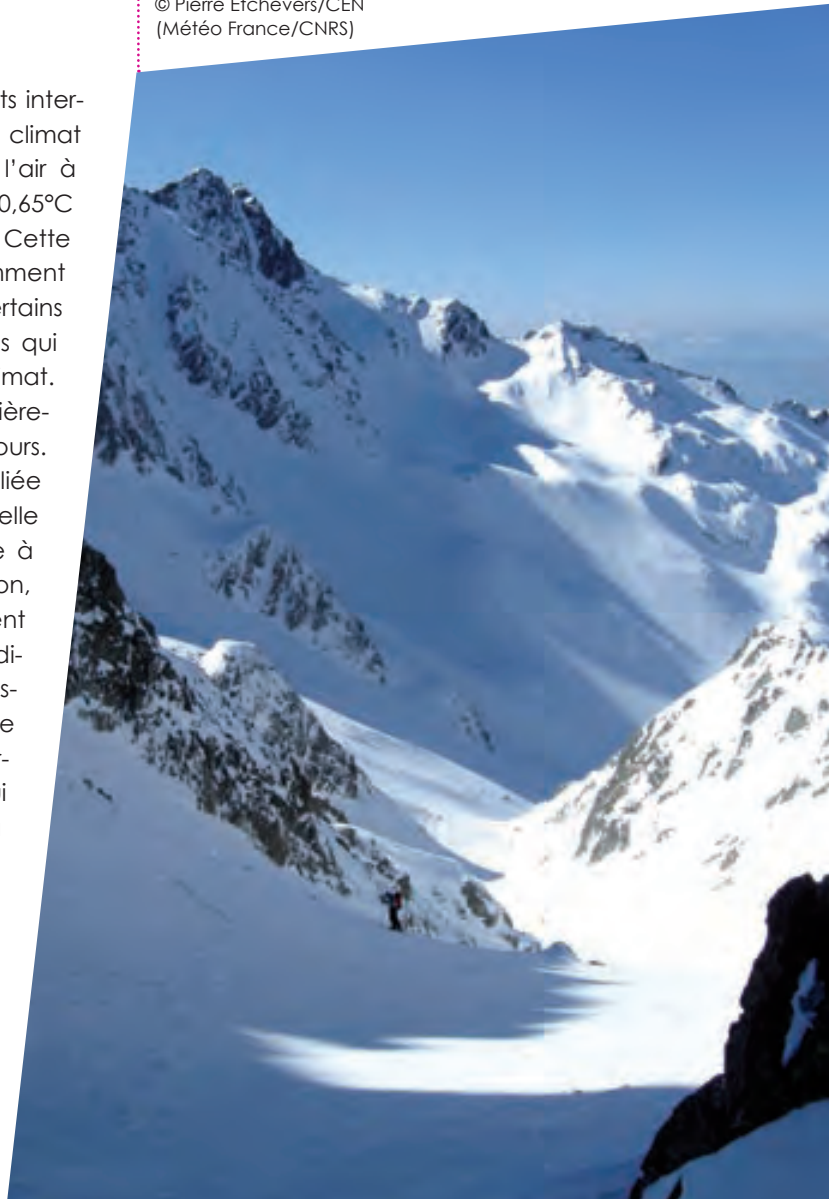 © Pierre Etchevers/CEN
(Météo France/CNRS)
ts inter-
climat
l’air à
0,65°C
Cette
mment
ertains
s qui
mat.
ière-
ours.
liée
elle
e à
on,
ent
di-
s-
e
r-
ui